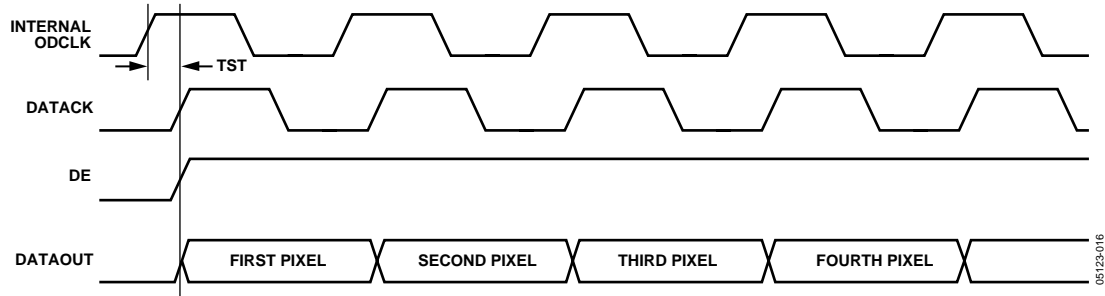 INTERNAL
ODCLK
TST
DATACK
DE
DATAOUT
FIRST PIXEL
SECOND PIXEL
THIRD PIXEL
FOURTH PIXEL
05123-016